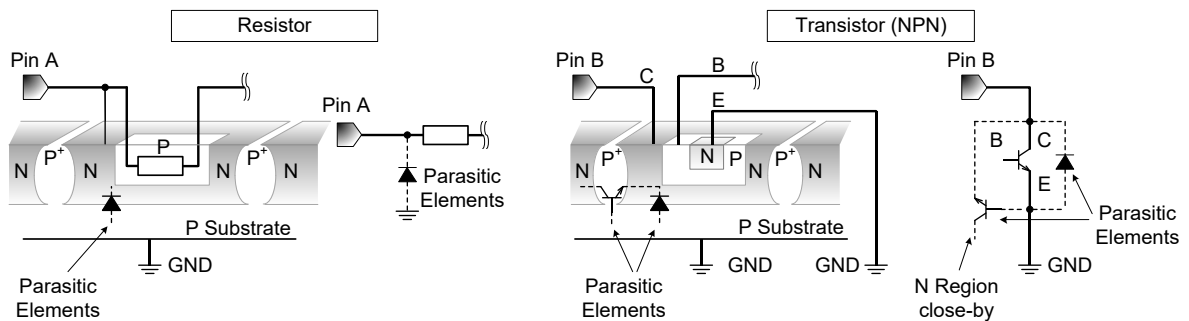 Resistor
Transistor (NPN)
Pin A
Pin A
P
N
P+
N
N
P+
N
Parasitic
Elements
P Substrate
GND
Parasitic
Elements
Pin B
C
B
E
N
P+
N
N
P
P+
N
N
P Substrate
GND
GND
Parasitic
Elements
Pin B
B
C
E
Parasitic
Elements
GND
N Region
close-by